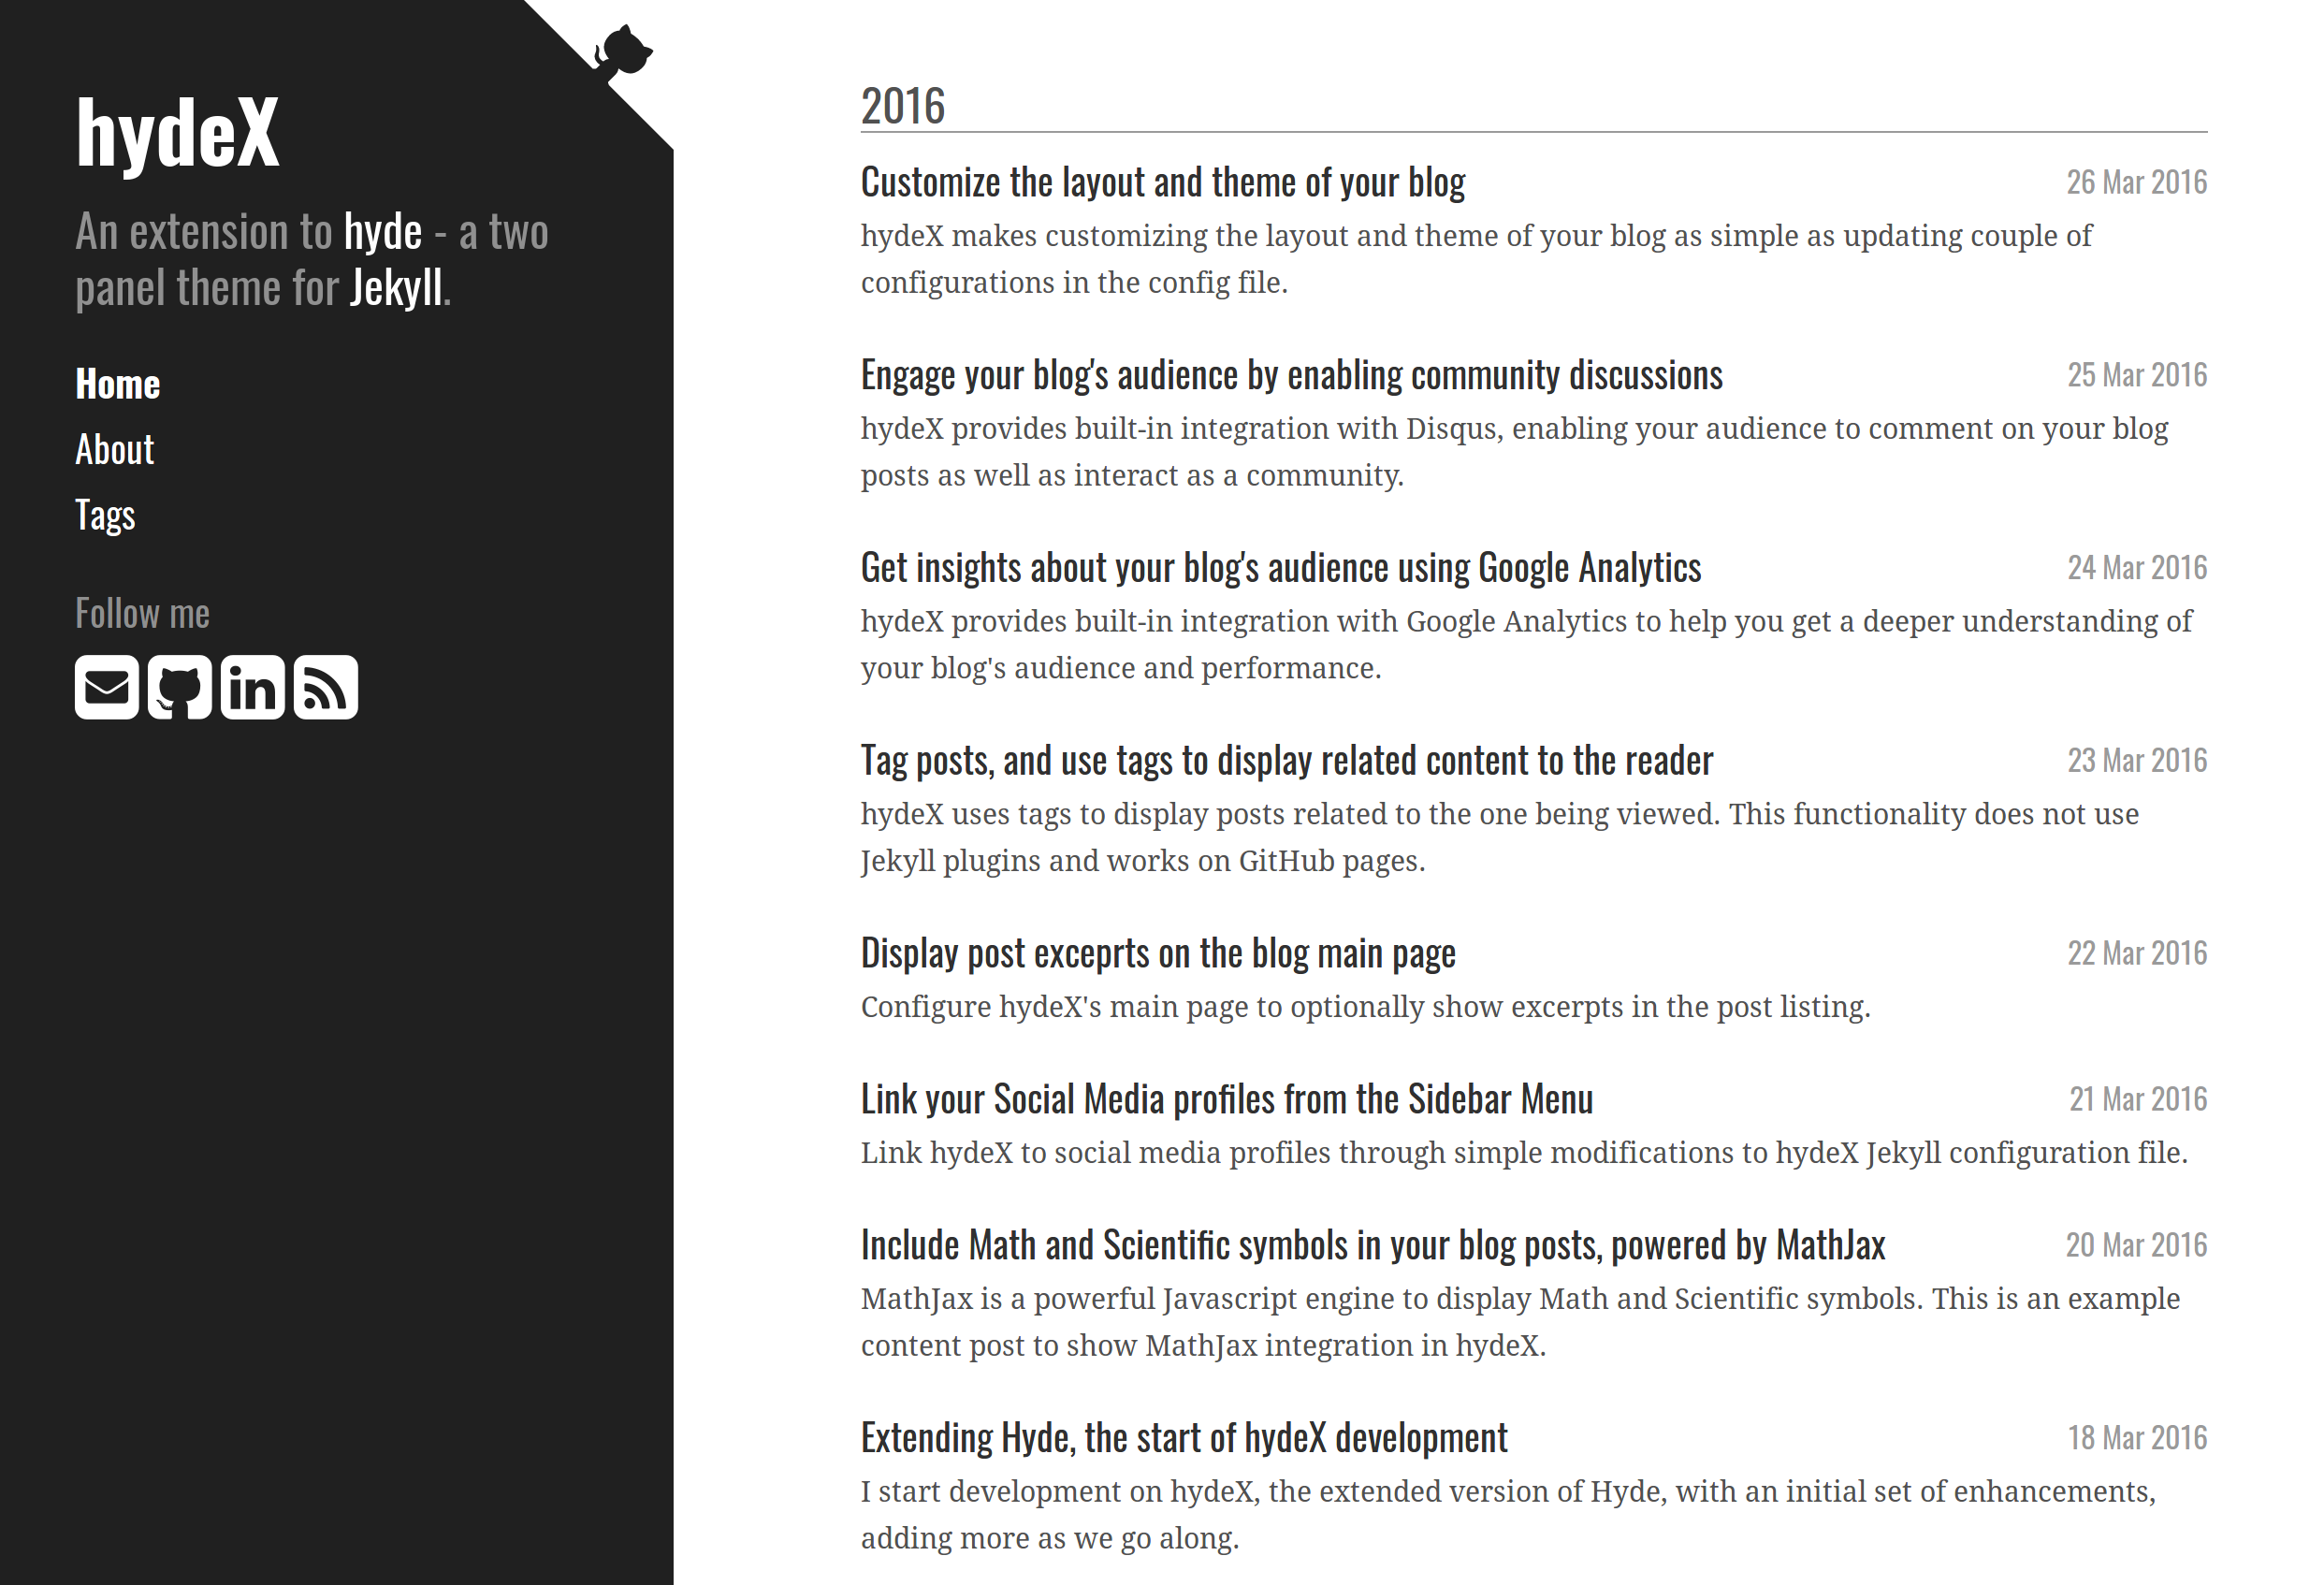 hydeX
An extension to hyde - a two
panel theme for Jekyll.
Home
About
Tags
Follow me
2016
Customize the layout and theme of your blog 26 Mar 2016
hydeX makes customizing the layout and theme of your blog as simple as updating couple of
configurations in the config file.
Engage your blog's audience by enabling community discussions 25 Mar 2016
hydeX provides built-in integration with Disqus, enabling your audience to comment on your blog
posts as well as interact as a community.
Get insights about your blog's audience using Google Analytics 24 Mar 2016
hydeX provides built-in integration with Google Analytics to help you get a deeper understanding of
your blog's audience and performance.
Tag posts, and use tags to display related content to the reader 23 Mar 2016
hydeX uses tags to display posts related to the one being viewed. This functionality does not use
Jekyll plugins and works on GitHub pages.
Display post exceprts on the blog main page 22 Mar 2016
Configure hydeX's main page to optionally show excerpts in the post listing.
Link your Social Media profiles from the Sidebar Menu 21 Mar 2016
Link hydeX to social media profiles through simple modifications to hydeX Jekyll configuration file.
Include Math and Scientific symbols in your blog posts, powered by MathJax 20 Mar 2016
MathJax is a powerful Javascript engine to display Math and Scientific symbols. This is an example
content post to show MathJax integration in hydeX.
Extending Hyde, the start of hydeX development 18 Mar 2016
I start development on hydeX, the extended version of Hyde, with an initial set of enhancements,
adding more as we go along.